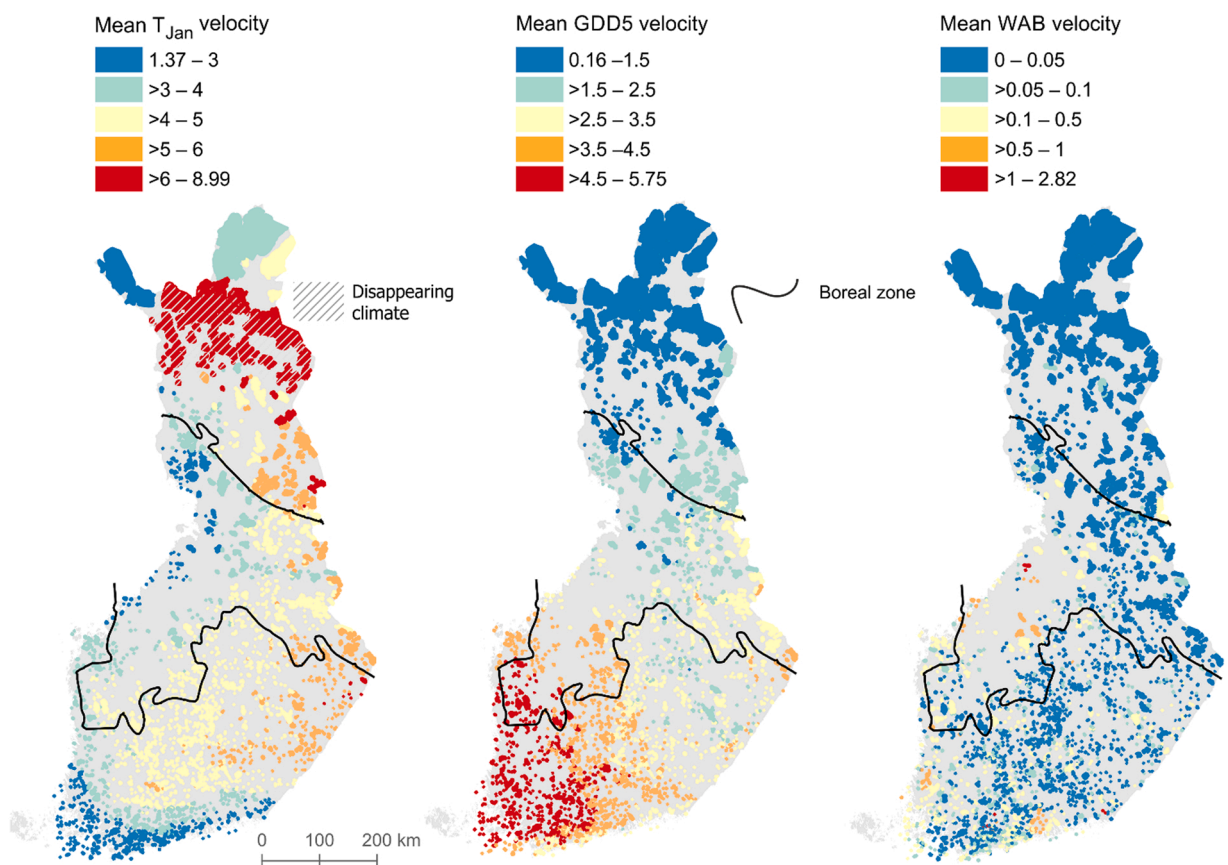 Mean TJan velocity
1.37 – 3
>3 – 4
>4 – 5
>5 – 6
>6 – 8.99
Mean GDD5 velocity
0.16 –1.5
>1.5 – 2.5
>2.5 – 3.5
>3.5 –4.5
>4.5 – 5.75
Mean WAB velocity
0 – 0.05
>0.05 – 0.1
>0.1 – 0.5
>0.5 – 1
>1 – 2.82
Disappearing
climate
Boreal zone
0 100 200 km